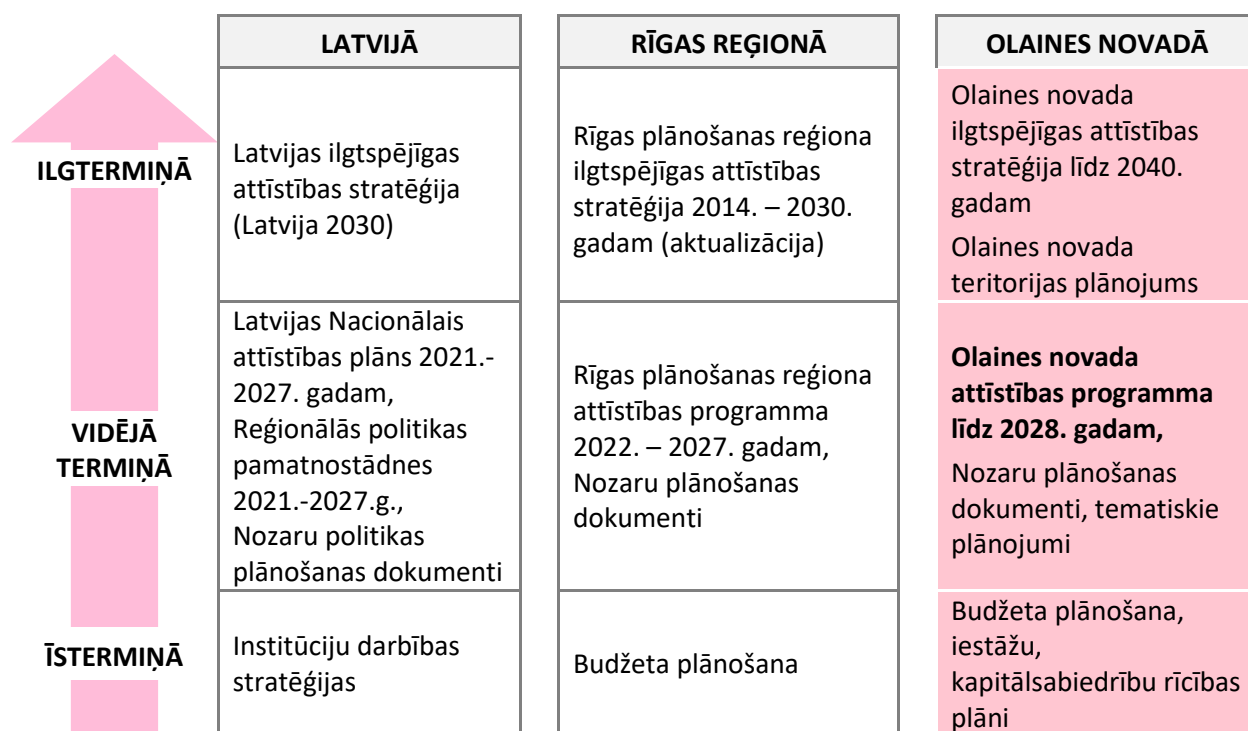 LATVIJĀ
RĪGAS REĢIONĀ
OLAINES NOVADĀ
ILGTERMIŅĀ
Latvijas ilgtspējīgas
attīstības stratēģija
(Latvija 2030)
Rīgas plānošanas reģiona
ilgtspējīgas attīstības
stratēģija 2014. – 2030.
gadam (aktualizācija)
Olaines novada
ilgtspējīgas attīstības
stratēģija līdz 2040.
gadam
Olaines novada
teritorijas plānojums
VIDĒJĀ
TERMIŅĀ
Latvijas Nacionālais
attīstības plāns 2021.-
2027. gadam,
Reģionālās politikas
pamatnostādnes
2021.-2027.g.,
Nozaru politikas
plānošanas dokumenti
Rīgas plānošanas reģiona
attīstības programma
2022. – 2027. gadam,
Nozaru plānošanas
dokumenti
Olaines novada
attīstības programma
līdz 2028. gadam,
Nozaru plānošanas
dokumenti, tematiskie
plānojumi
ĪSTERMIŅĀ
Institūciju darbības
stratēģijas
Budžeta plānošana
Budžeta plānošana,
iestāžu,
kapitālsabiedrību rīcības
plāni